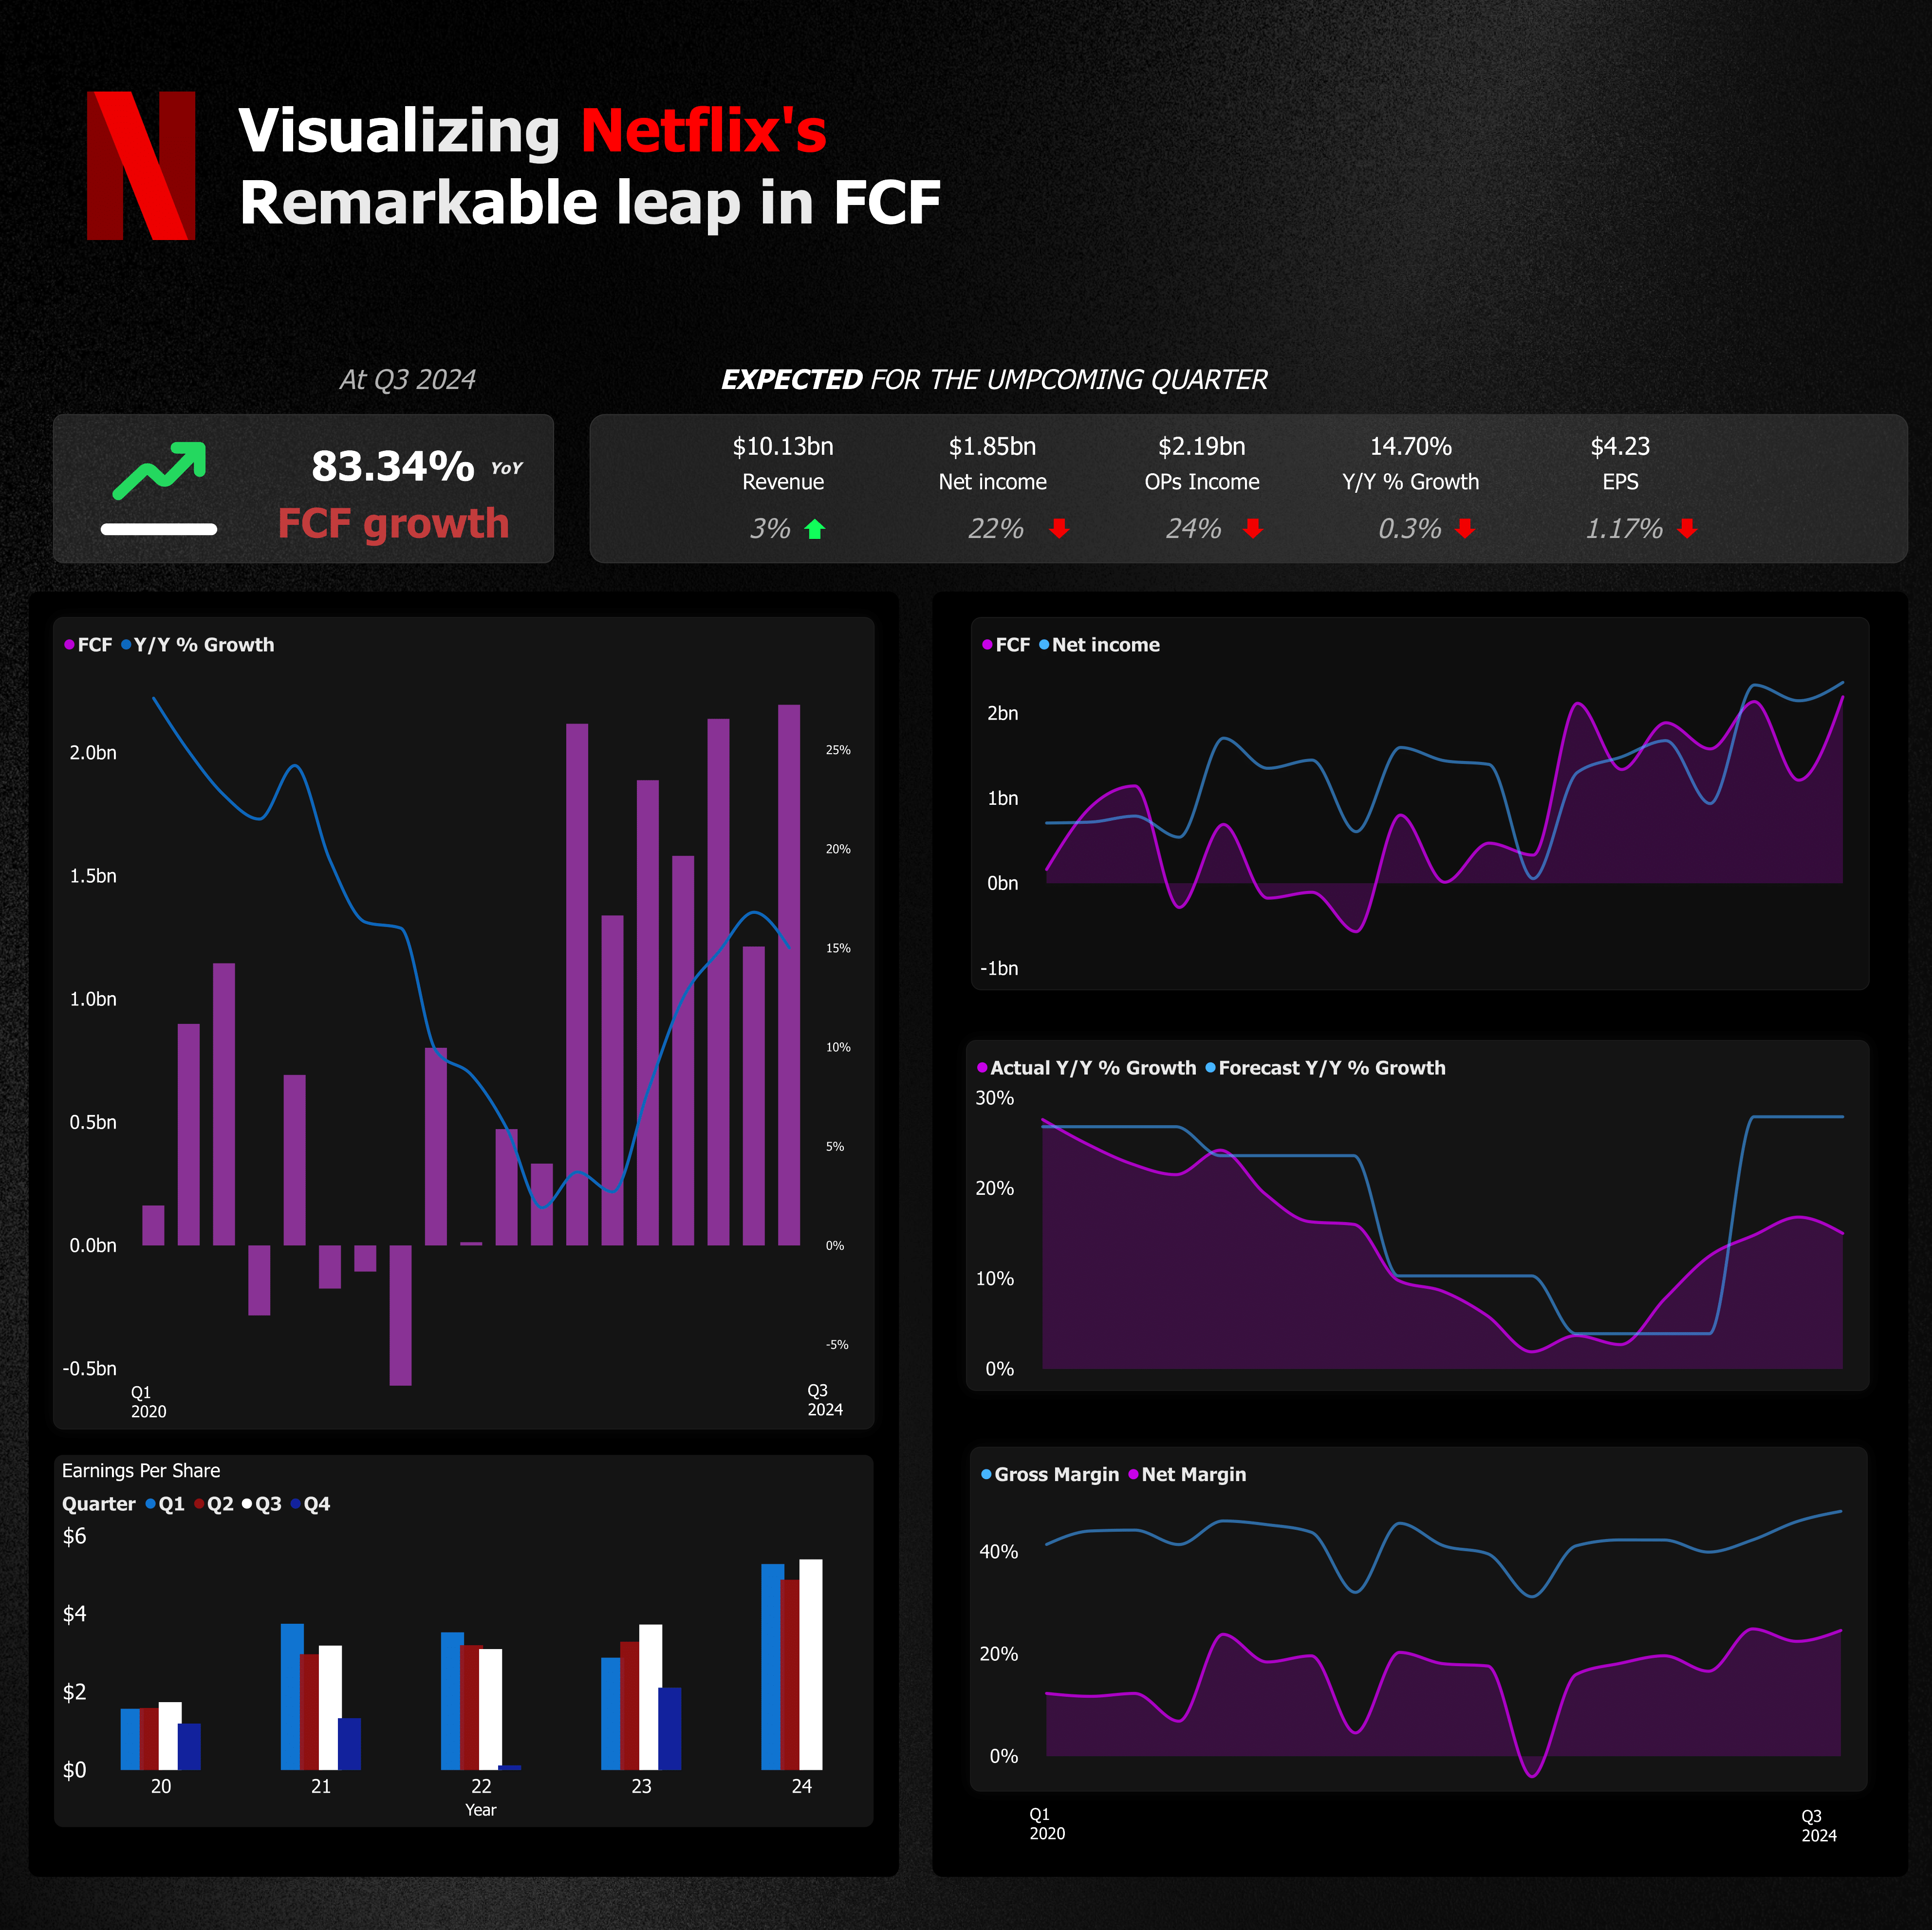 Visualizing Netflix's
Remarkable leap in FCF
At Q3 2024
83.34% YoY
FCF growth
EXPECTED FOR THE UMPCOMING QUARTER
$10.13bn $1.85bn $2.19bn 14.70% $4.23
Revenue Net income OPs Income Y/Y % Growth EPS
3% 22% 24% 0.3% 1.17%
FCF Y/Y % Growth
2.0bn
1.5bn
1.0bn
0.5bn
0.0bn
-0.5bn
25%
20%
15%
10%
5%
0%
-5%
Q1
2020
Q3
2024
Earnings Per Share
Quarter Q1 Q2 Q3 Q4
$6
$4
$2
$0
20 21 22 23 24
Year
FCF Net income
2bn
1bn
0bn
-1bn
Actual Y/Y % Growth Forecast Y/Y % Growth
30%
20%
10%
0%
Gross Margin Net Margin
40%
20%
0%
Q1
2020
Q3
2024